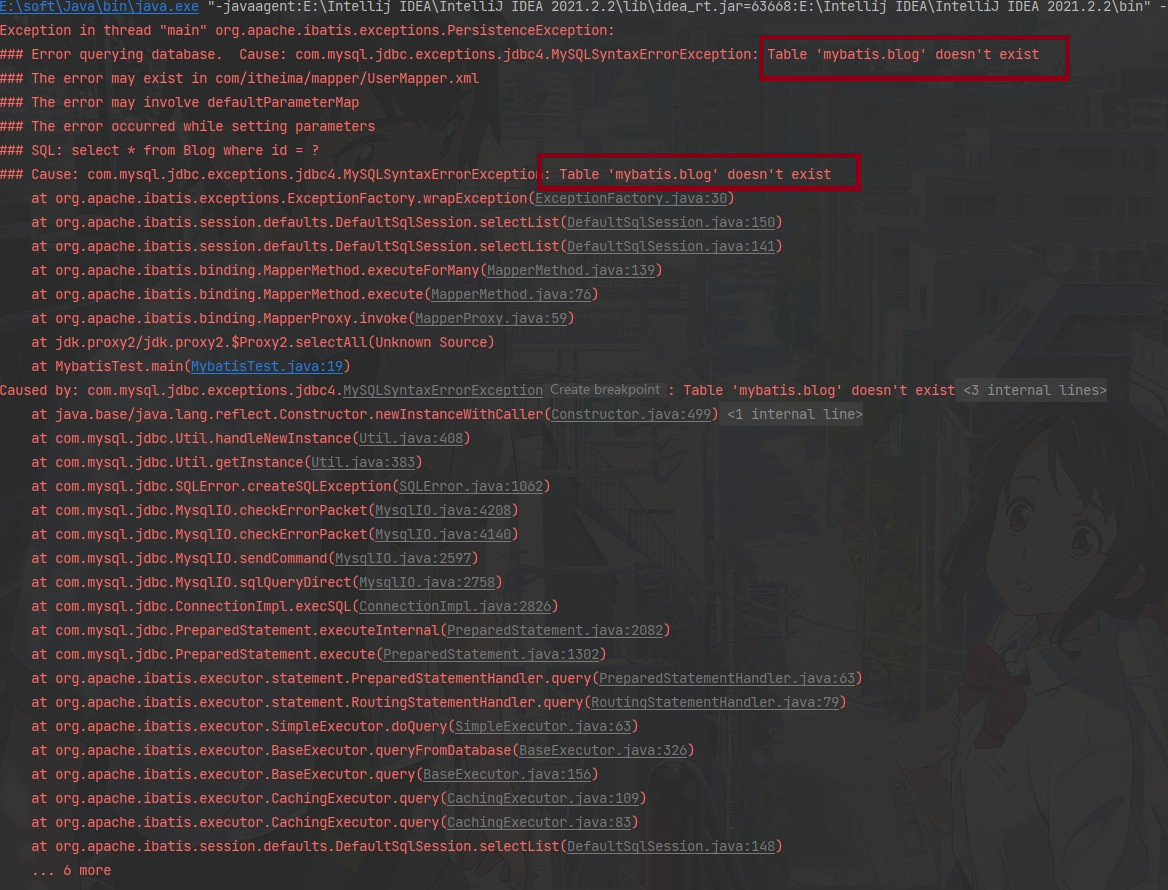 E:\soft\Java\bin\java.exe "-javaagent:E:\Intellij IDEA\IntelliJ IDEA 2021.2.2\lib\idea_rt.jar=63668:E:\Intellij IDEA\IntelliJ IDEA 2021.2.2\bin" -
Exception in thread "main" org.apache.ibatis.exceptions.PersistenceException:
### Error querying database.  Cause: com.mysql.jdbc.exceptions.jdbc4.MySQLSyntaxErrorException: Table 'mybatis.blog' doesn't exist
### The error may exist in com/itheima/mapper/UserMapper.xml
### The error may involve defaultParameterMap
### The error occurred while setting parameters
### SQL: select * from Blog where id = ?
### Cause: com.mysql.jdbc.exceptions.jdbc4.MySQLSyntaxErrorException: Table 'mybatis.blog' doesn't exist
at org.apache.ibatis.exceptions.ExceptionFactory.wrapException(ExceptionFactory.java:30)
at org.apache.ibatis.session.defaults.DefaultSqlSession.selectList(DefaultSqlSession.java:150)
at org.apache.ibatis.session.defaults.DefaultSqlSession.selectList(DefaultSqlSession.java:141)
at org.apache.ibatis.binding.MapperMethod.executeForMany(MapperMethod.java:139)
at org.apache.ibatis.binding.MapperMethod.execute(MapperMethod.java:76)
at org.apache.ibatis.binding.MapperProxy.invoke(MapperProxy.java:59)
at jdk.proxy2/jdk.proxy2.$Proxy2.selectAll(Unknown Source)
at MybatisTest.main(MybatisTest.java:19)
Caused by: com.mysql.jdbc.exceptions.jdbc4.MySQLSyntaxErrorException Create breakpoint : Table 'mybatis.blog' doesn't exist <3 internal lines>
at java.base/java.lang.reflect.Constructor.newInstanceWithCaller(Constructor.java:499) <1 internal line>
at com.mysql.jdbc.Util.handleNewInstance(Util.java:408)
at com.mysql.jdbc.Util.getInstance(Util.java:383)
at com.mysql.jdbc.SQLError.createSQLException(SQLError.java:1062)
at com.mysql.jdbc.MysqlIO.checkErrorPacket(MysqlIO.java:4208)
at com.mysql.jdbc.MysqlIO.checkErrorPacket(MysqlIO.java:4140)
at com.mysql.jdbc.MysqlIO.sendCommand(MysqlIO.java:2597)
at com.mysql.jdbc.MysqlIO.sqlQueryDirect(MysqlIO.java:2758)
at com.mysql.jdbc.ConnectionImpl.execSQL(ConnectionImpl.java:2826)
at com.mysql.jdbc.PreparedStatement.executeInternal(PreparedStatement.java:2082)
at com.mysql.jdbc.PreparedStatement.execute(PreparedStatement.java:1302)
at org.apache.ibatis.executor.statement.PreparedStatementHandler.query(PreparedStatementHandler.java:63)
at org.apache.ibatis.executor.statement.RoutingStatementHandler.query(RoutingStatementHandler.java:79)
at org.apache.ibatis.executor.SimpleExecutor.doQuery(SimpleExecutor.java:63)
at org.apache.ibatis.executor.BaseExecutor.queryFromDatabase(BaseExecutor.java:326)
at org.apache.ibatis.executor.BaseExecutor.query(BaseExecutor.java:156)
at org.apache.ibatis.executor.CachingExecutor.query(CachingExecutor.java:109)
at org.apache.ibatis.executor.CachingExecutor.query(CachingExecutor.java:83)
at org.apache.ibatis.session.defaults.DefaultSqlSession.selectList(DefaultSqlSession.java:148)
... 6 more